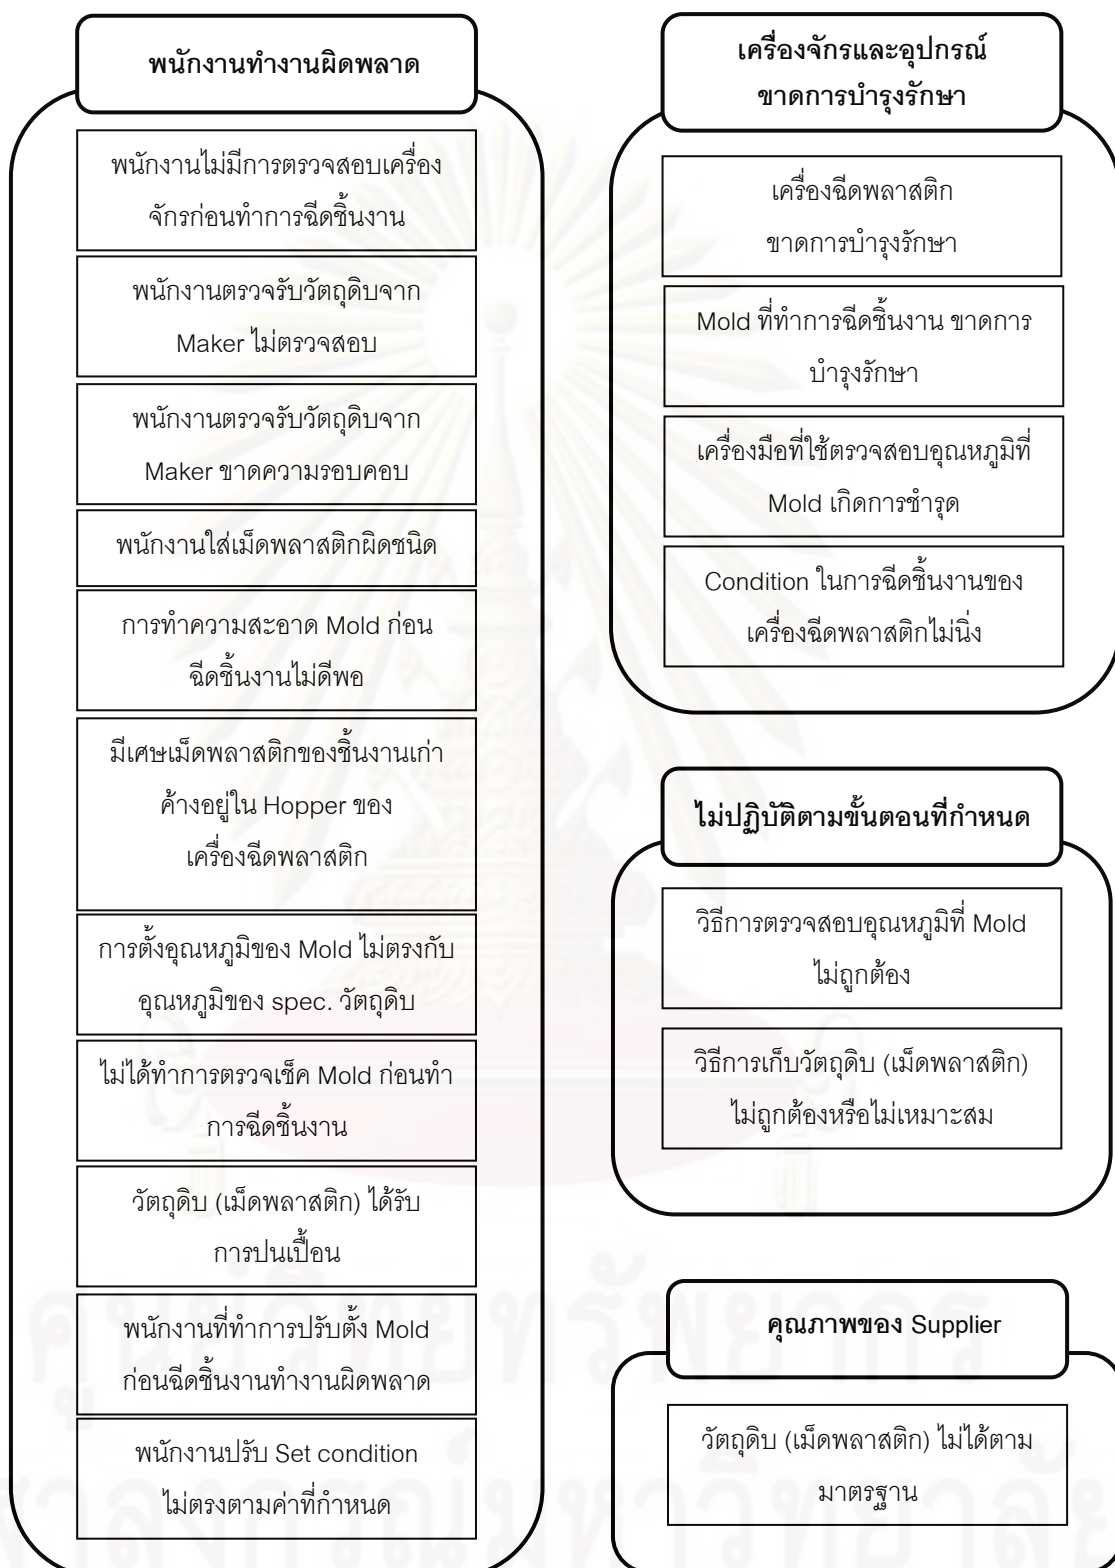 พนักงานทำงานผิดพลาด
พนักงานไม่มีการตรวจสอบเครื่อง
จักรก่อนทำการฉีดชิ้นงาน
พนักงานตรวจรับวัตถุดิบจาก
Maker ไม่ตรวจสอบ
พนักงานตรวจรับวัตถุดิบจาก
Maker ขาดความรอบคอบ
พนักงานใส่เม็ดพลาสติกผิดชนิด
การทำความสะอาด Mold ก่อน
ฉีดชิ้นงานไม่ดีพอ
มีเศษเม็ดพลาสติกของชิ้นงานเก่า
ค้างอยู่ใน Hopper ของ
เครื่องฉีดพลาสติก
การตั้งอุณหภูมิของ Mold ไม่ตรงกับ
อุณหภูมิของ spec. วัตถุดิบ
ไม่ได้ทำการตรวจเช็ค Mold ก่อนทำ
การฉีดชิ้นงาน
วัตถุดิบ (เม็ดพลาสติก) ได้รับ
การปนเปื้อน
พนักงานที่ทำการปรับตั้ง Mold
ก่อนฉีดชิ้นงานทำงานผิดพลาด
พนักงานปรับ Set condition
ไม่ตรงตามค่าที่กำหนด
เครื่องจักรและอุปกรณ์
ขาดการบำรุงรักษา
เครื่องฉีดพลาสติก
ขาดการบำรุงรักษา
Mold ที่ทำการฉีดชิ้นงาน ขาดการ
บำรุงรักษา
เครื่องมือที่ใช้ตรวจสอบอุณหภูมิที่
Mold เกิดการชำรุด
Condition ในการฉีดชิ้นงานของ
เครื่องฉีดพลาสติกไม่นิ่ง
ไม่ปฏิบัติตามขั้นตอนที่กำหนด
วิธีการตรวจสอบอุณหภูมิที่ Mold
ไม่ถูกต้อง
วิธีการเก็บวัตถุดิบ (เม็ดพลาสติก)
ไม่ถูกต้องหรือไม่เหมาะสม
คุณภาพของ Supplier
วัตถุดิบ (เม็ดพลาสติก) ไม่ได้ตาม
มาตรฐาน
ศูนย์วิทยทรัพยากร